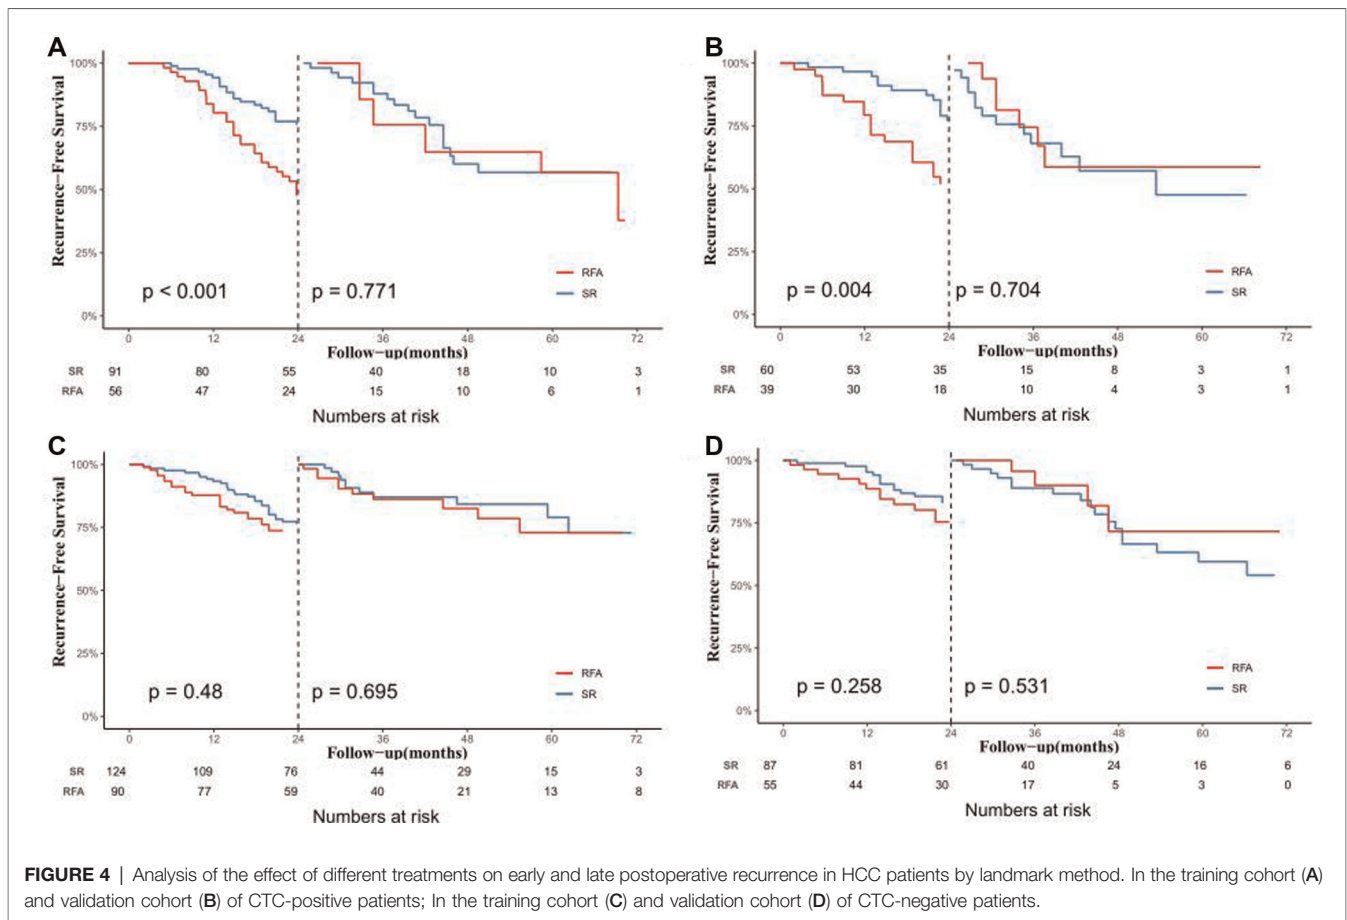 A
Recurrence–Free Survival
100%
75%
50%
25%
0%
p < 0.001
p = 0.771
RFA
SR
0 12 24 36 48 60 72
Follow–up(months)
SR 91 80 55 40 18 10 3
RFA 56 47 24 15 10 6 1
Numbers at risk
B
Recurrence–Free Survival
100%
75%
50%
25%
0%
p = 0.004
p = 0.704
RFA
SR
0 12 24 36 48 60 72
Follow–up(months)
SR 60 53 35 15 8 3 1
RFA 39 30 18 10 4 3 1
Numbers at risk
C
Recurrence–Free Survival
100%
75%
50%
25%
0%
p = 0.48
p = 0.695
RFA
SR
0 12 24 36 48 60 72
Follow–up(months)
SR 124 109 76 44 29 15 3
RFA 90 77 59 40 21 13 8
Numbers at risk
D
Recurrence–Free Survival
100%
75%
50%
25%
0%
p = 0.258
p = 0.531
RFA
SR
0 12 24 36 48 60 72
Follow–up(months)
SR 87 81 61 40 24 16 6
RFA 55 44 30 17 5 3 0
Numbers at risk
FIGURE 4 | Analysis of the effect of different treatments on early and late postoperative recurrence in HCC patients by landmark method. In the training cohort (A)
and validation cohort (B) of CTC-positive patients; In the training cohort (C) and validation cohort (D) of CTC-negative patients.